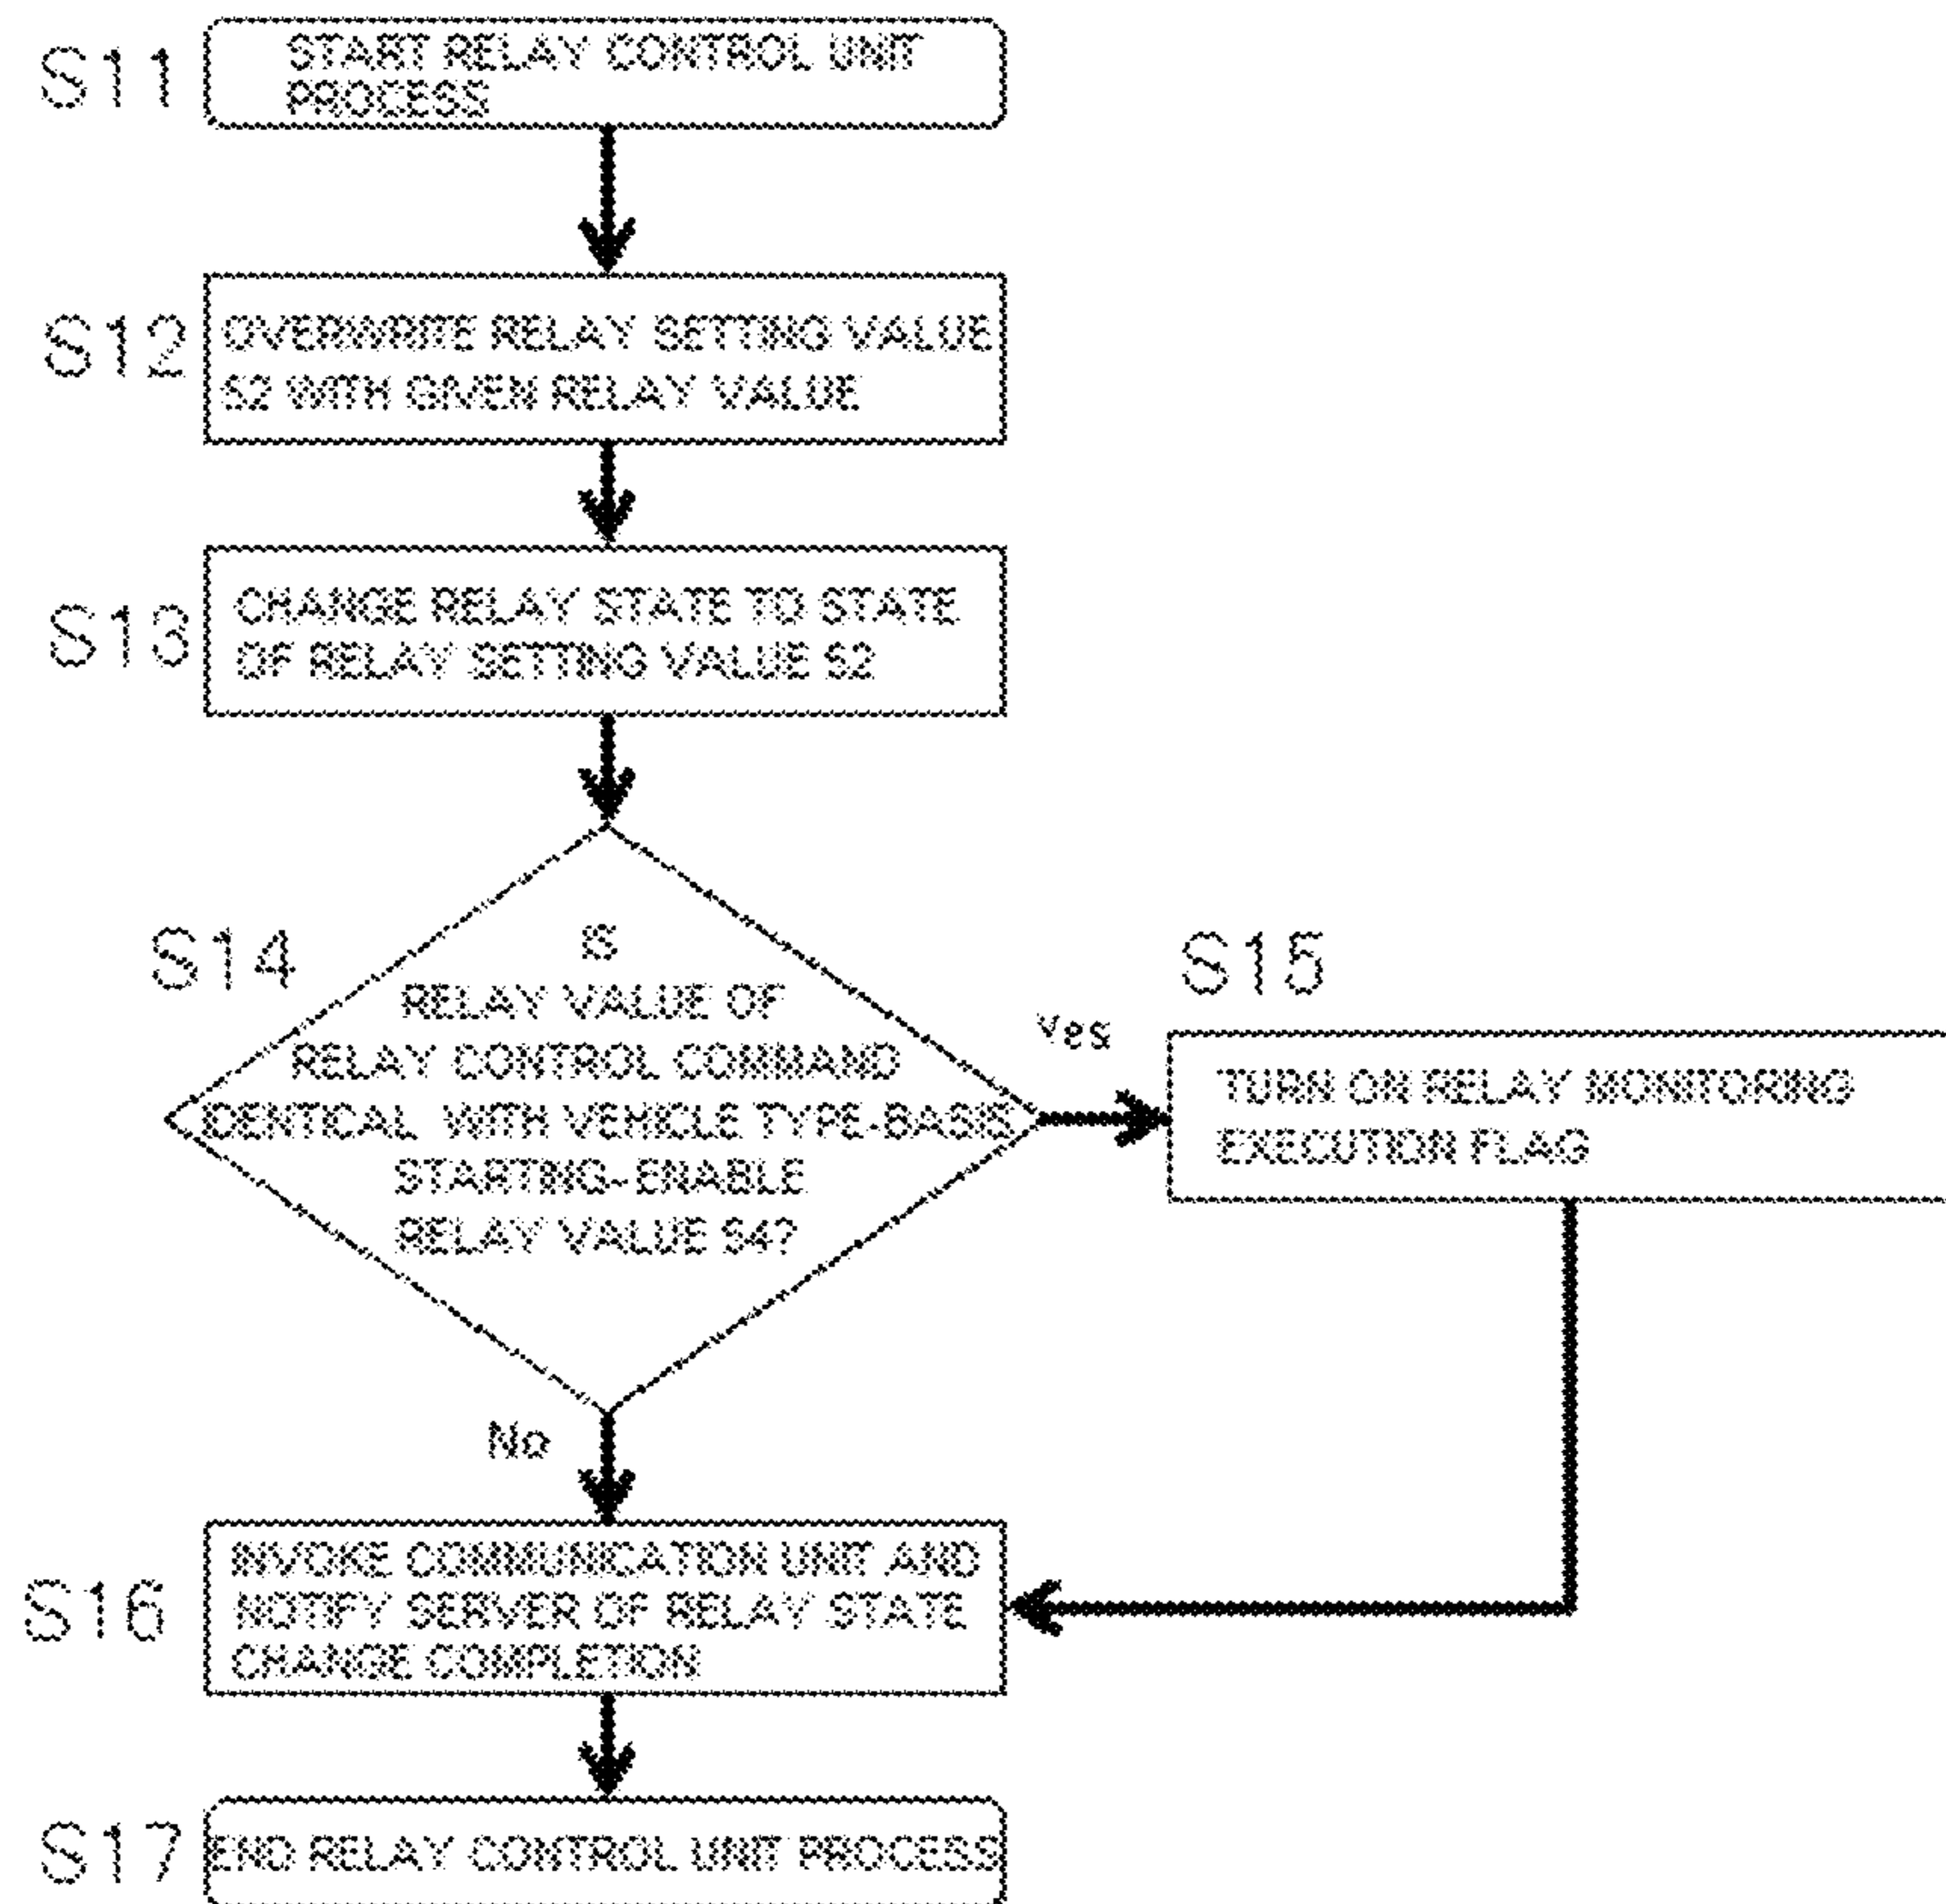 S11
START RELAY CONTROL UNIT
PROCESS
S12
OVERWRITE RELAY SETTING VALUE
52 WITH GIVEN RELAY VALUE
S13
CHANGE RELAY STATE TO STATE
OF RELAY SETTING VALUE 52
S14
IS
RELAY VALUE OF
RELAY CONTROL COMMAND
IDENTICAL WITH VEHICLE TYPE-BASIS
STARTING-ENABLE
RELAY VALUE 54?
Yes
S15
TURN ON RELAY MONITORING
EXECUTION FLAG
No
S16
INVOKE COMMUNICATION UNIT AND
NOTIFY SERVER OF RELAY STATE
CHANGE COMPLETION
S17
END RELAY CONTROL UNIT PROCESS